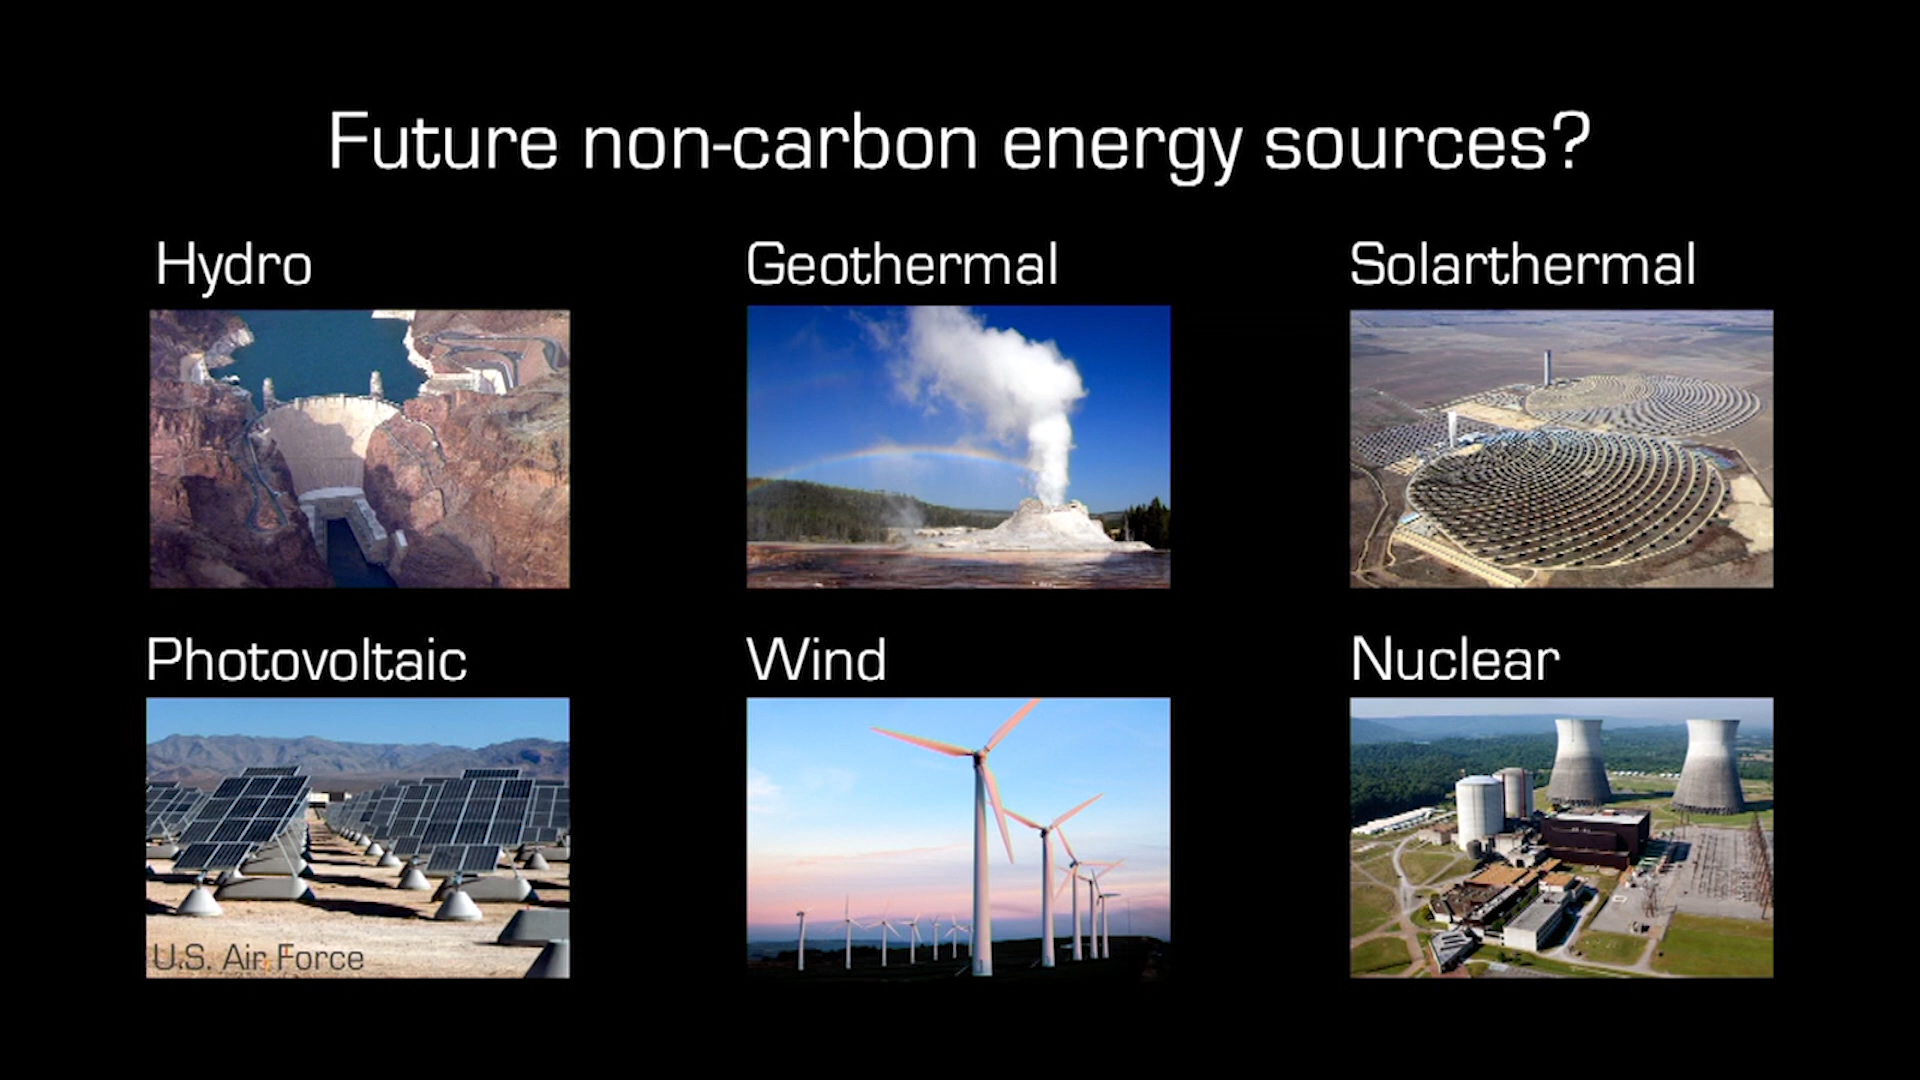 Future non-carbon energy sources?
Hydro
Geothermal
Solarthermal
Photovoltaic
Wind
Nuclear
U.S. Air Force